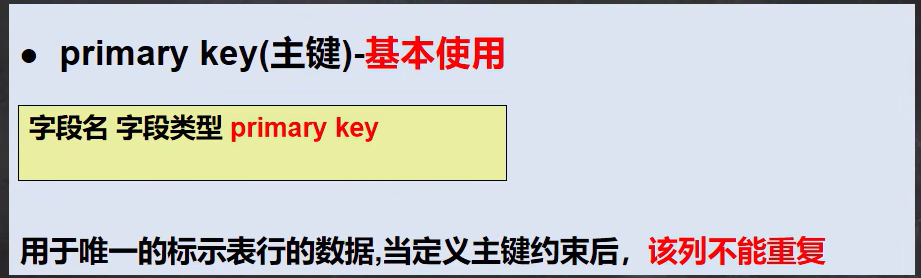 ● primary key(主键)-基本使用
字段名 字段类型 primary key
用于唯一的标示表行的数据,当定义主键约束后，该列不能重复